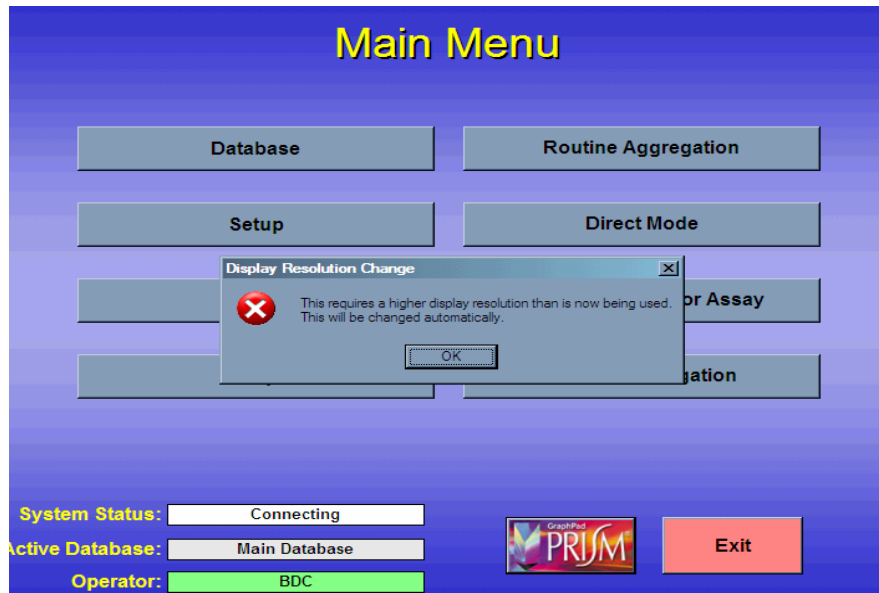 Main Menu
Database
Routine Aggregation
Setup
Direct Mode
Display Resolution Change
This requires a higher display resolution than is now being used.
This will be changed automatically.
OK
or Assay
System Status:
Connecting
Active Database:
Main Database
Operator:
BDC
GraphPad
PRISM
Exit